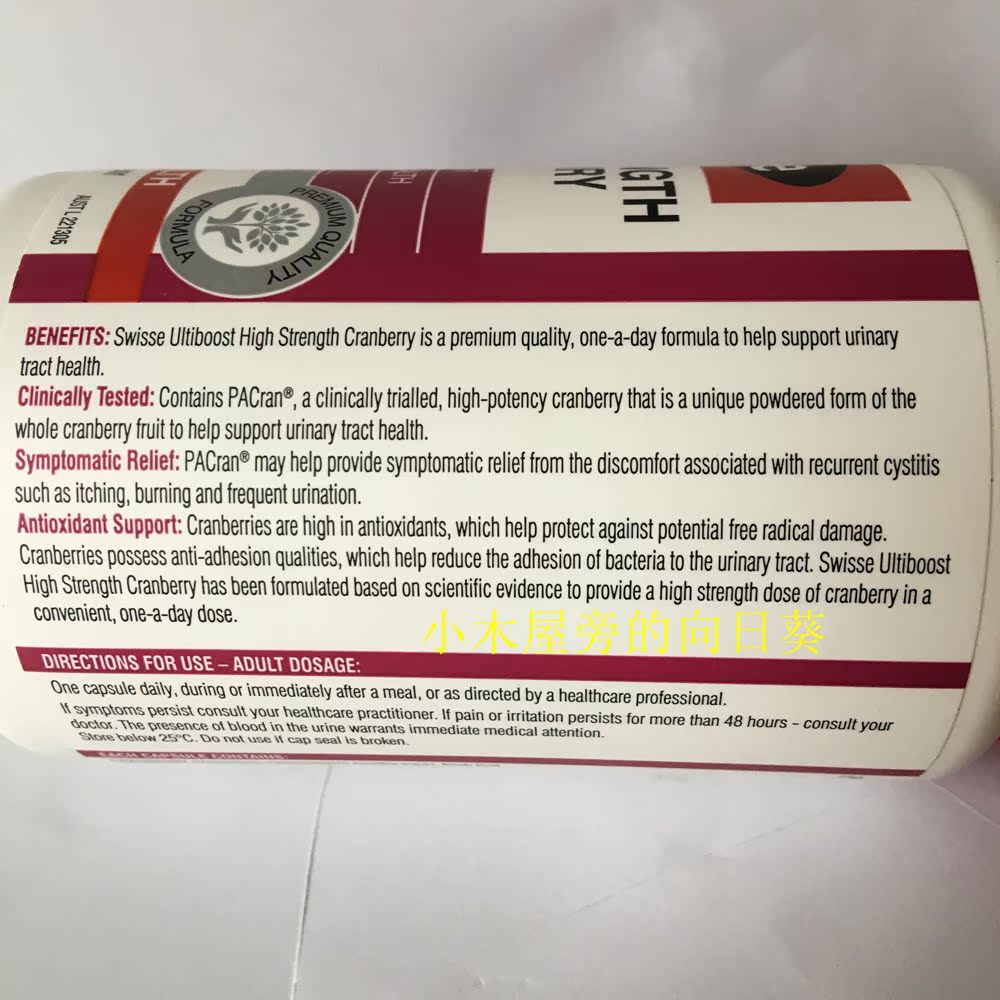 AUST L 221305
PREMIUM QUALITY
FORMULA
GTH
RY
BENEFITS: Swisse Ultiboost High Strength Cranberry is a premium quality, one-a-day formula to help support urinary
tract health.
Clinically Tested: Contains PACran®, a clinically trialled, high-potency cranberry that is a unique powdered form of the
whole cranberry fruit to help support urinary tract health.
Symptomatic Relief: PACran® may help provide symptomatic relief from the discomfort associated with recurrent cystitis
such as itching, burning and frequent urination.
Antioxidant Support: Cranberries are high in antioxidants, which help protect against potential free radical damage.
Cranberries possess anti-adhesion qualities, which help reduce the adhesion of bacteria to the urinary tract. Swisse Ultiboost
High Strength Cranberry has been formulated based on scientific evidence to provide a high strength dose of cranberry in a
convenient, one-a-day dose.
小木屋旁的向日葵
DIRECTIONS FOR USE – ADULT DOSAGE:
One capsule daily, during or immediately after a meal, or as directed by a healthcare professional.
If symptoms persist consult your healthcare practitioner. If pain or irritation persists for more than 48 hours – consult your
doctor. The presence of blood in the urine warrants immediate medical attention.
Store below 25°C. Do not use if cap seal is broken.
EACH CAPSULE CONTAINS: